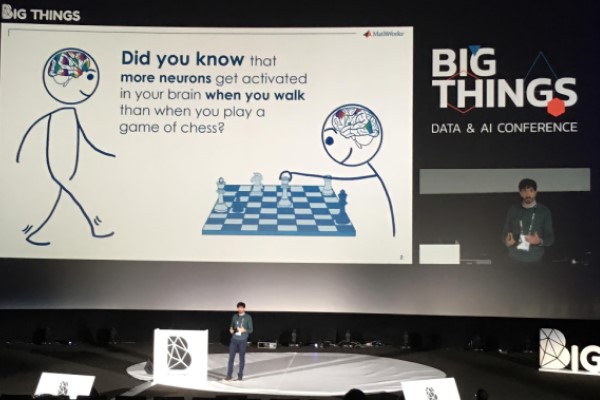 BIG THINGS
MathWorks
Did you know that
more neurons get activated
in your brain when you walk
than when you play a
game of chess?
BIG
THINGS
DATA & AI CONFERENCE
BIG